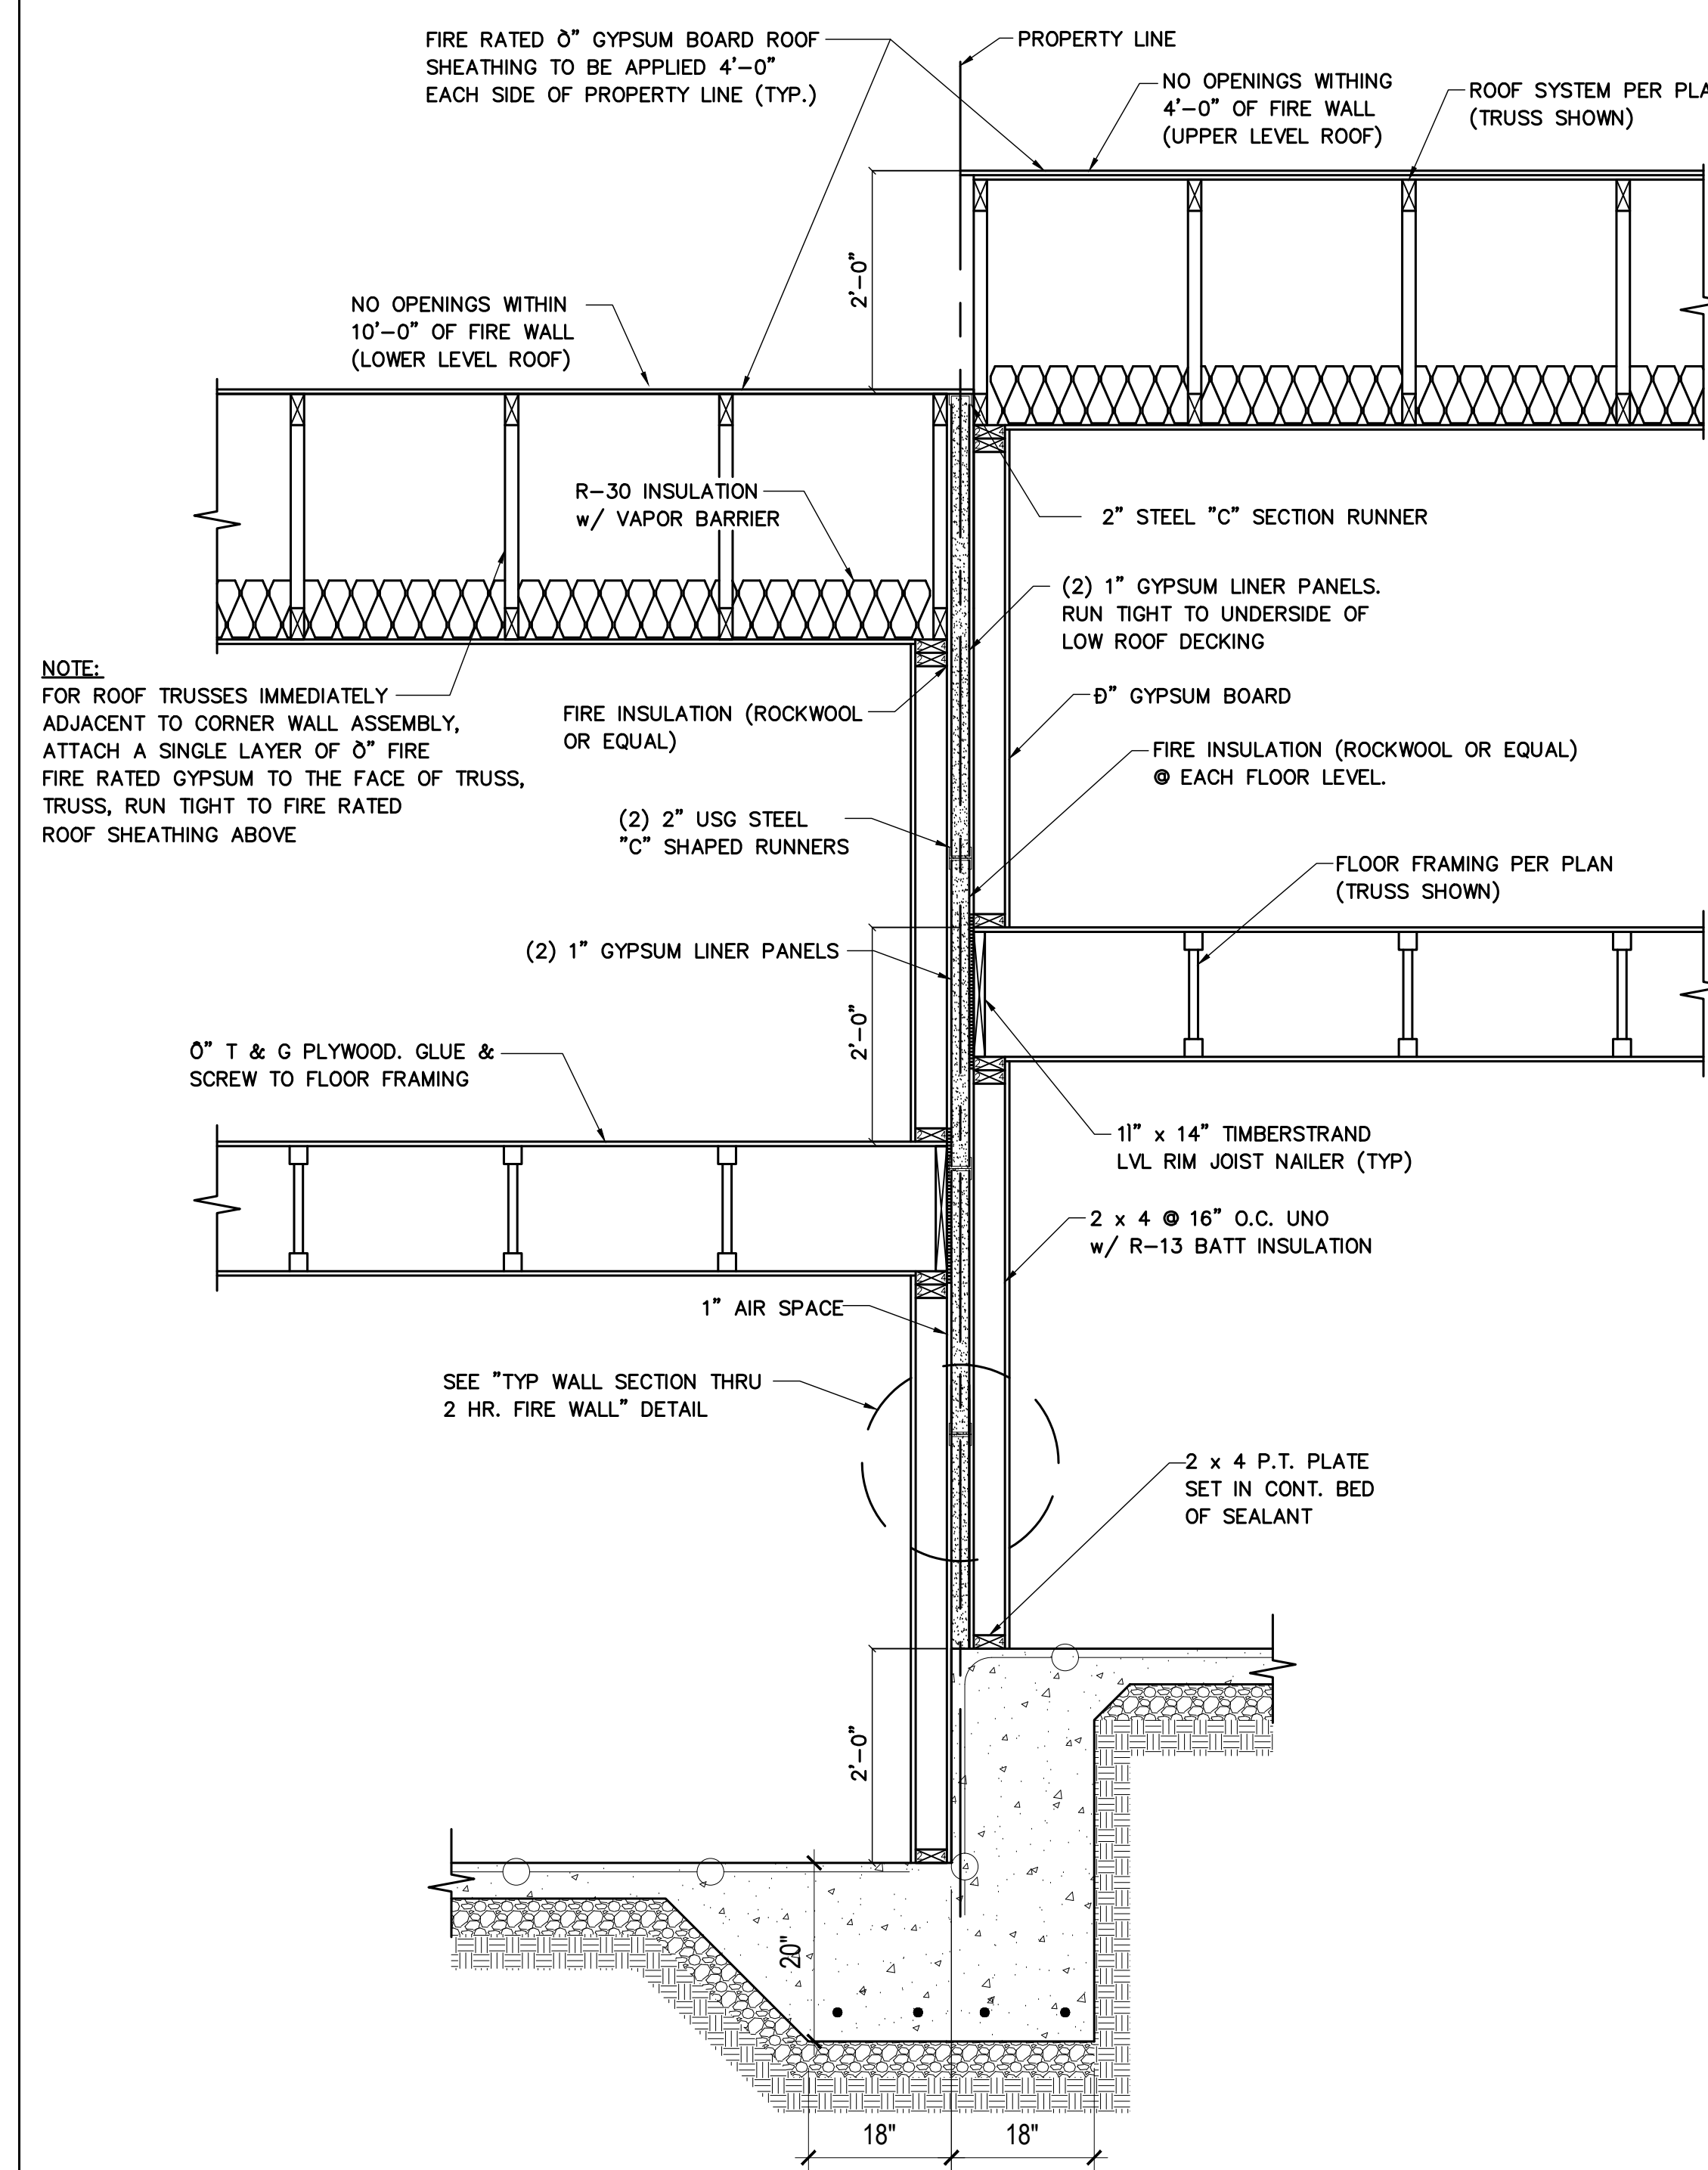 FIRE RATED ð” GYPSUM BOARD ROOF
SHEATHING TO BE APPLIED 4'-0”
EACH SIDE OF PROPERTY LINE (TYP.)
PROPERTY LINE
NO OPENINGS WITHING
4'-0” OF FIRE WALL
(UPPER LEVEL ROOF)
ROOF SYSTEM PER PLA
(TRUSS SHOWN)
2'-0”
NO OPENINGS WITHIN
10'-0” OF FIRE WALL
(LOWER LEVEL ROOF)
R-30 INSULATION
w/ VAPOR BARRIER
2” STEEL ”C” SECTION RUNNER
(2) 1” GYPSUM LINER PANELS.
RUN TIGHT TO UNDERSIDE OF
LOW ROOF DECKING
NOTE:
FOR ROOF TRUSSES IMMEDIATELY
ADJACENT TO CORNER WALL ASSEMBLY,
ATTACH A SINGLE LAYER OF ð” FIRE
FIRE RATED GYPSUM TO THE FACE OF TRUSS,
TRUSS, RUN TIGHT TO FIRE RATED
ROOF SHEATHING ABOVE
FIRE INSULATION (ROCKWOOL
OR EQUAL)
Đ” GYPSUM BOARD
FIRE INSULATION (ROCKWOOL OR EQUAL)
@ EACH FLOOR LEVEL.
(2) 2” USG STEEL
”C” SHAPED RUNNERS
FLOOR FRAMING PER PLAN
(TRUSS SHOWN)
(2) 1” GYPSUM LINER PANELS
2'-0”
” T & G PLYWOOD. GLUE &
SCREW TO FLOOR FRAMING
” x 14” TIMBERSTRAND
LVL RIM JOIST NAILER (TYP)
2 x 4 @ 16” O.C. UNO
w/ R-13 BATT INSULATION
1” AIR SPACE
SEE ”TYP WALL SECTION THRU
2 HR. FIRE WALL” DETAIL
2 x 4 P.T. PLATE
SET IN CONT. BED
OF SEALANT
2'-0”
20"
18"
18"